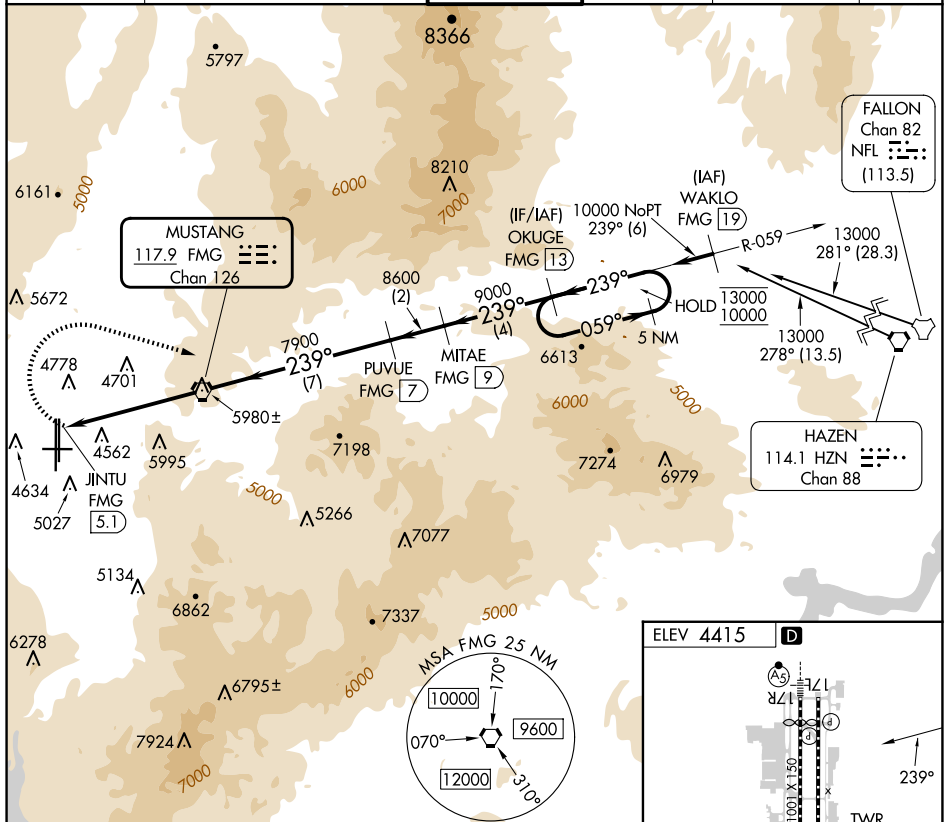 8366
5797
FALLON
Chan 82
NFL
(113.5)
8210
6161
5000
6000
7000
(IAF)
WAKLO
FMG 19
10000 NoPT
239° (6)
(IF/IAF)
OKUGE
FMG 13
R-059
13000
281° (28.3)
MUSTANG
117.9 FMG
Chan 126
8600
(2)
9000
239°
(4)
239°
HOLD
13000
10000
059°
5 NM
13000
278° (13.5)
5672
7900
239°
(7)
PUVUE
FMG 7
MITAE
FMG 9
6613
4778
4701
5980±
6000
5000
4562
5995
7198
7274
6979
HAZEN
114.1 HZN
Chan 88
4634
5027
JINTU
FMG
5.1
5000
5266
7077
5134
6862
7337
5000
6278
6795±
6000
7924
7000
MSA FMG 25 NM
10000
170°
9600
070°
12000
310°
ELEV 4415
D
A5
17R
17L
P
P
239°
1001 X 150
X
TWR